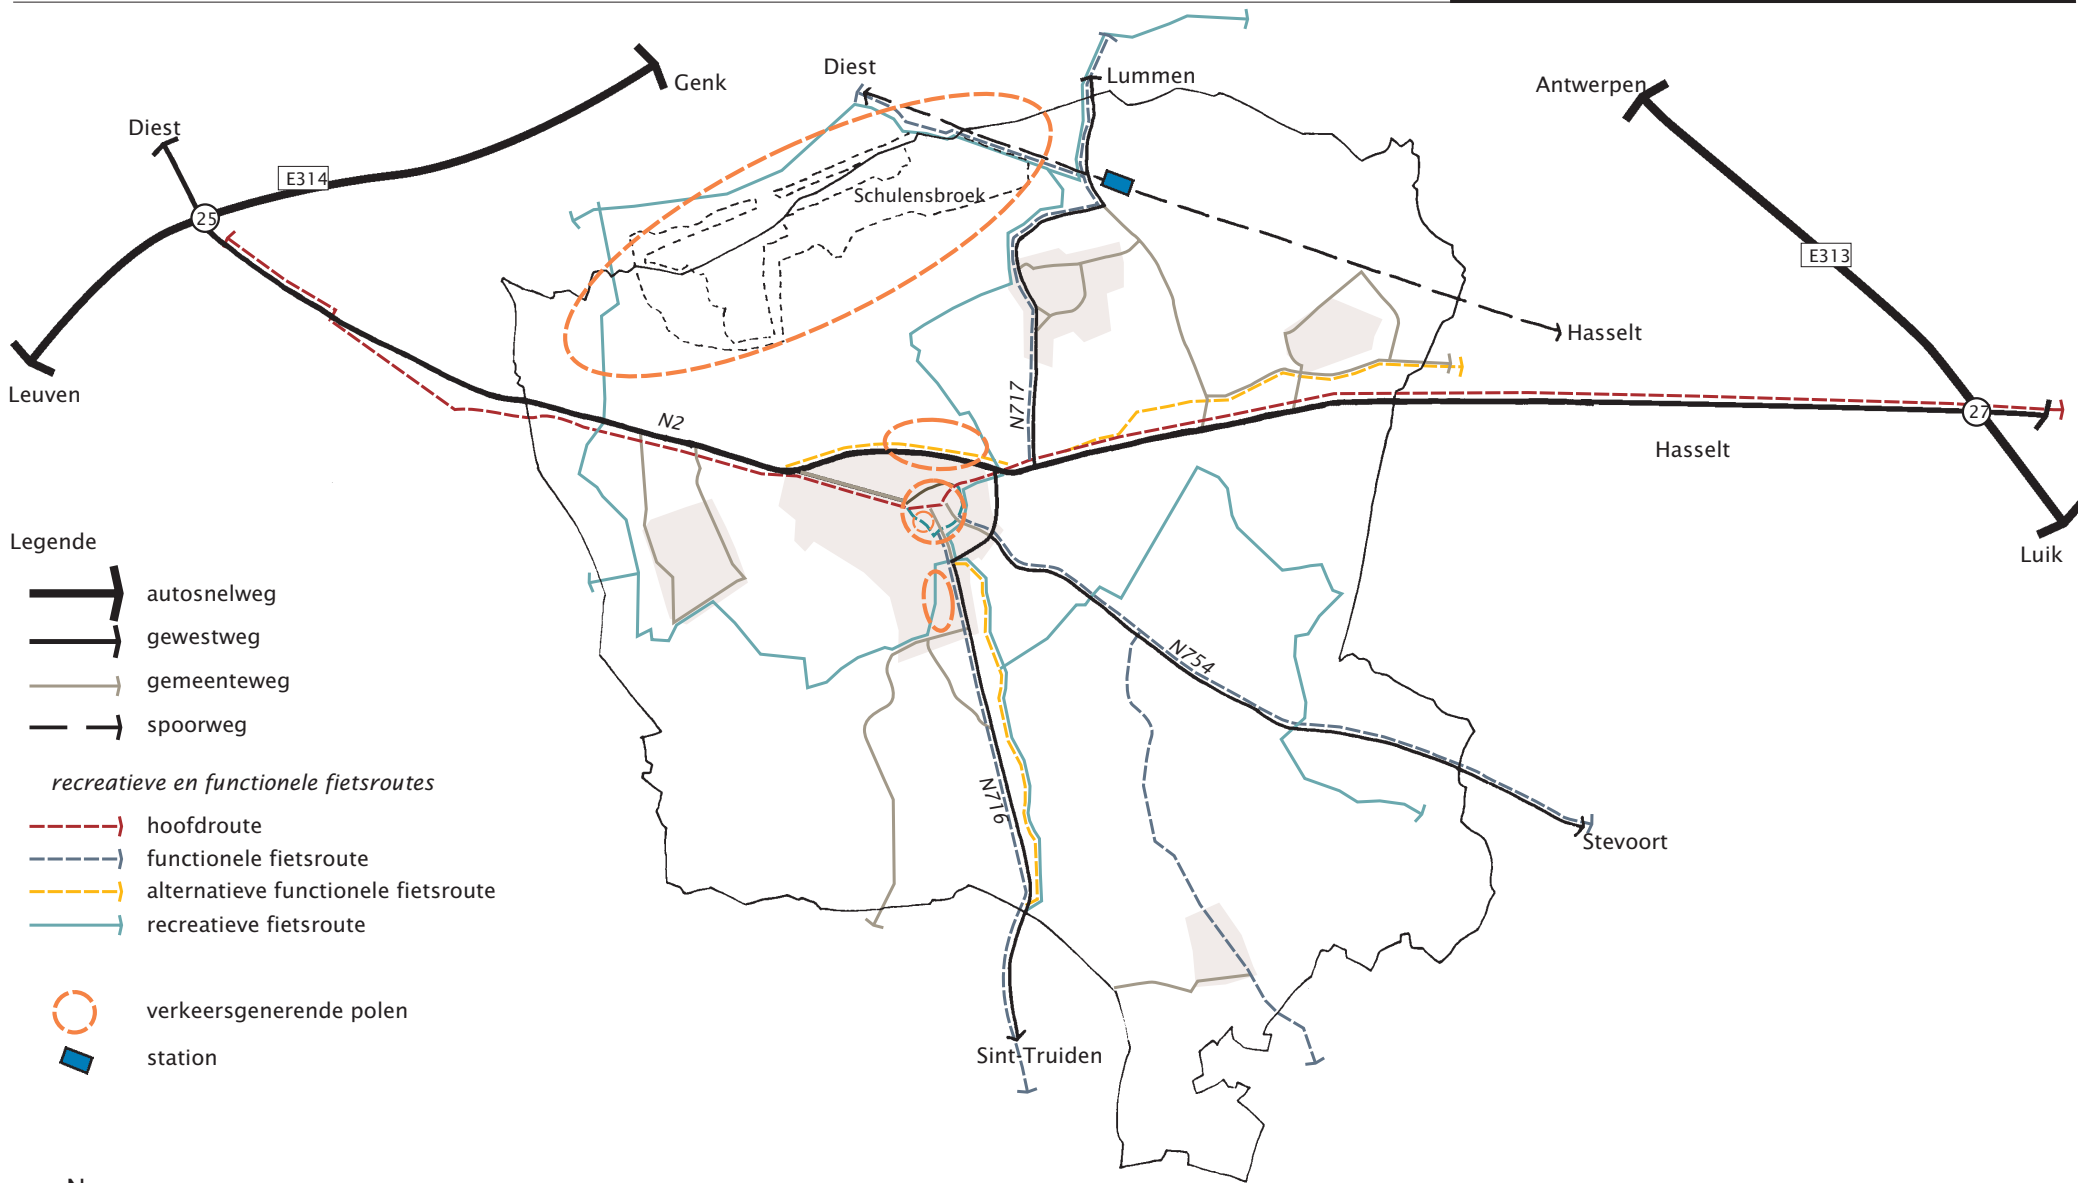 Diest
Lummen
Genk
Antwerpen
Diest
E314
25
Schulensbroek
E313
Hasselt
Leuven
N717
N2
27
Hasselt
Legende
Luik
autosnelweg
gewestweg
N754
gemeenteweg
spoorweg
recreatieve en functionele fietsroutes
N716
hoofdroute
Stevoort
functionele fietsroute
alternatieve functionele fietsroute
recreatieve fietsroute
verkeersgenerende polen
Sint-Truiden
station
N